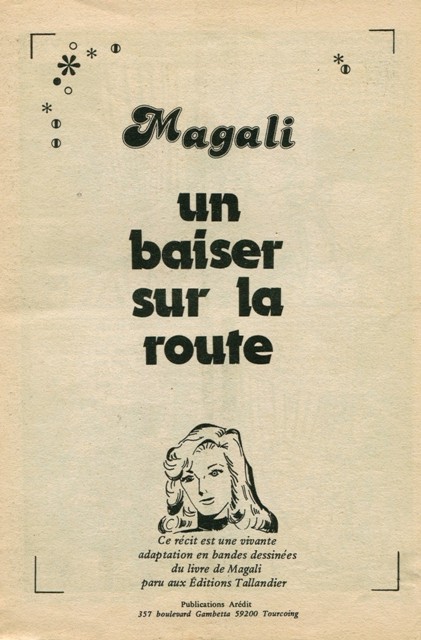 Magali
un
baiser
sur la
route
Ce récit est une vivante
adaptation en bandes dessinées
du livre de Magali
paru aux Éditions Tallandier
Publications Arédit
357 boulevard Gambetta 59200 Tourcoing